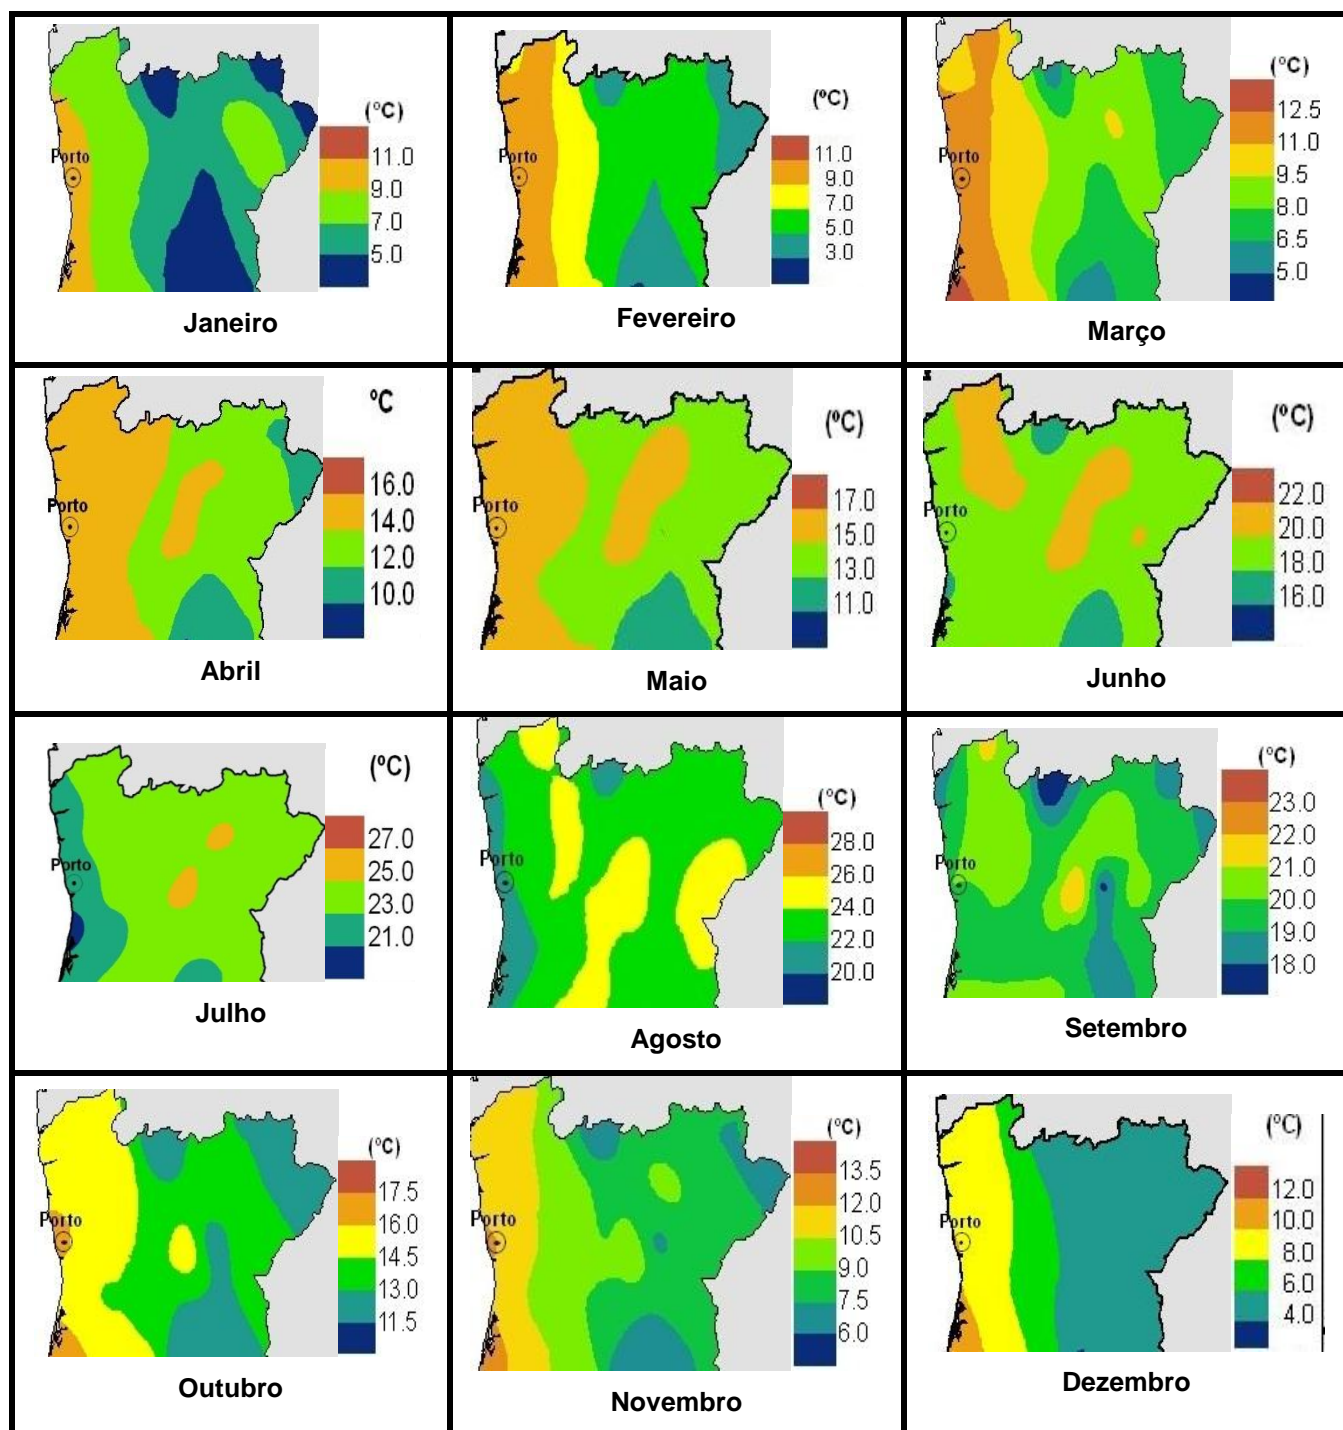 (°C)
11.0
9.0
7.0
5.0
Porto
Janeiro
(ºC)
11.0
9.0
7.0
5.0
3.0
Porto
Fevereiro
(°C)
12.5
11.0
9.5
8.0
6.5
5.0
Porto
Março
ºC
16.0
14.0
12.0
10.0
Porto
Abril
(ºC)
17.0
15.0
13.0
11.0
Porto
Maio
(ºC)
22.0
20.0
18.0
16.0
Porto
Junho
(ºC)
27.0
25.0
23.0
21.0
Porto
Julho
(°C)
28.0
26.0
24.0
22.0
20.0
Porto
Agosto
(°C)
23.0
22.0
21.0
20.0
19.0
18.0
Porto
Setembro
(°C)
17.5
16.0
14.5
13.0
11.5
Porto
Outubro
(°C)
13.5
12.0
10.5
9.0
7.5
6.0
Porto
Novembro
(°C)
12.0
10.0
8.0
6.0
4.0
Porto
Dezembro